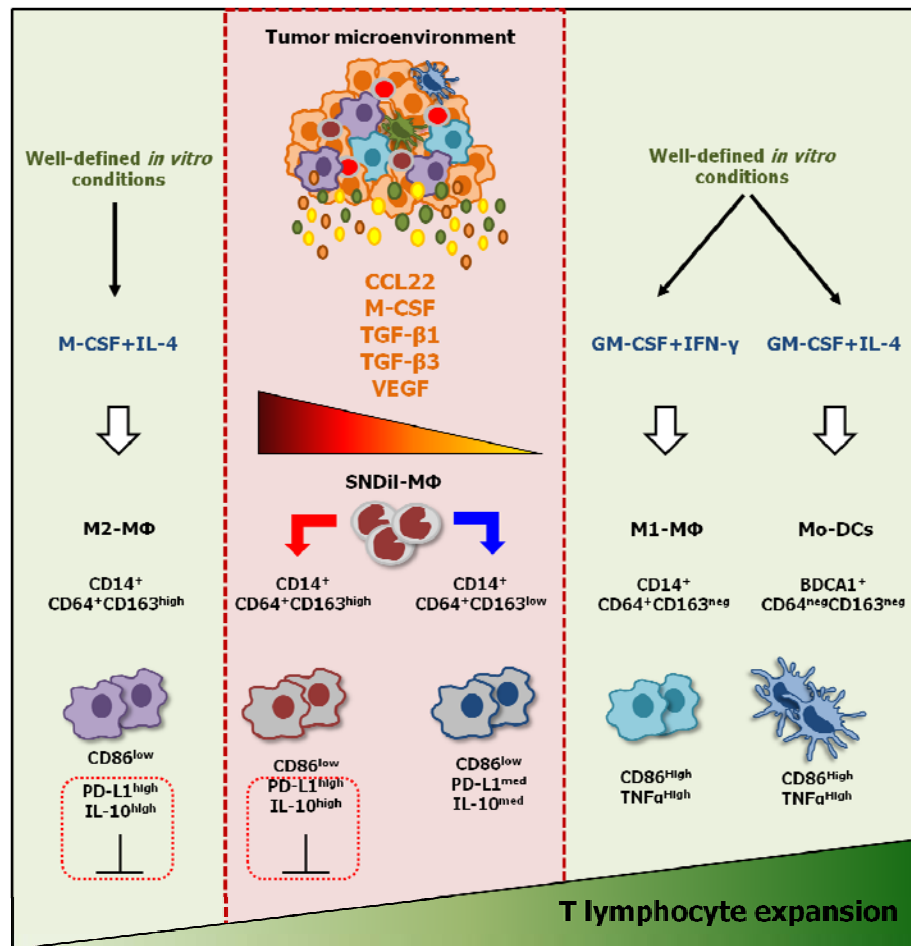 Tumor microenvironment
Well-defined in vitro
conditions
Well-defined in vitro
conditions
CCL22
M-CSF
TGF-β1
TGF-β3
VEGF
M-CSF+IL-4
GM-CSF+IFN-γ
GM-CSF+IL-4
SNDil-MΦ
M2-MΦ
M1-MΦ
Mo-DCs
CD14⁺
CD64⁺CD163ʰⁱᵍʰ
CD14⁺
CD64⁺CD163ʰⁱᵍʰ
CD14⁺
CD64⁺CD163ˡᵒʷ
CD14⁺
CD64⁺CD163ⁿᵉᵍ
BDCA1⁺
CD64ⁿᵉᵍCD163ⁿᵉᵍ
CD86ˡᵒʷ
PD-L1ʰⁱᵍʰ
IL-10ʰⁱᵍʰ
CD86ˡᵒʷ
PD-L1ʰⁱᵍʰ
IL-10ʰⁱᵍʰ
CD86ˡᵒʷ
PD-L1ᵐᵉᵈ
IL-10ᵐᵉᵈ
CD86ᴴⁱᵍʰ
TNFαᴴⁱᵍʰ
CD86ᴴⁱᵍʰ
TNFαᴴⁱᵍʰ
T lymphocyte expansion